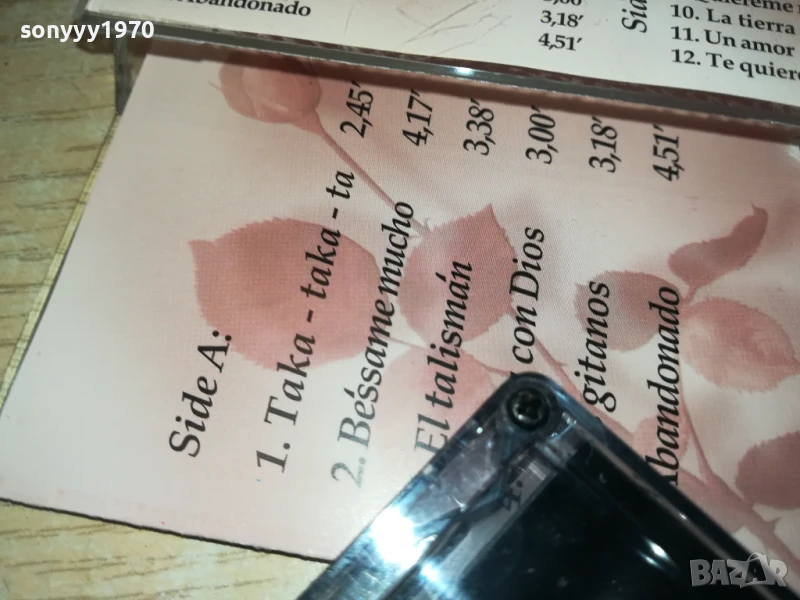 sonyyy1970
Abandonado
3,18′
4,51′
10. La tierra
11. Un amor
12. Te quiero
Side A:
1. Taka - taka - ta 2,45′
2. Bėssame mucho 4,17′
El talismán 3,38′
con Dios 3,00′
gitanos 3,18′
Abandonado 4,51′
BAZAR